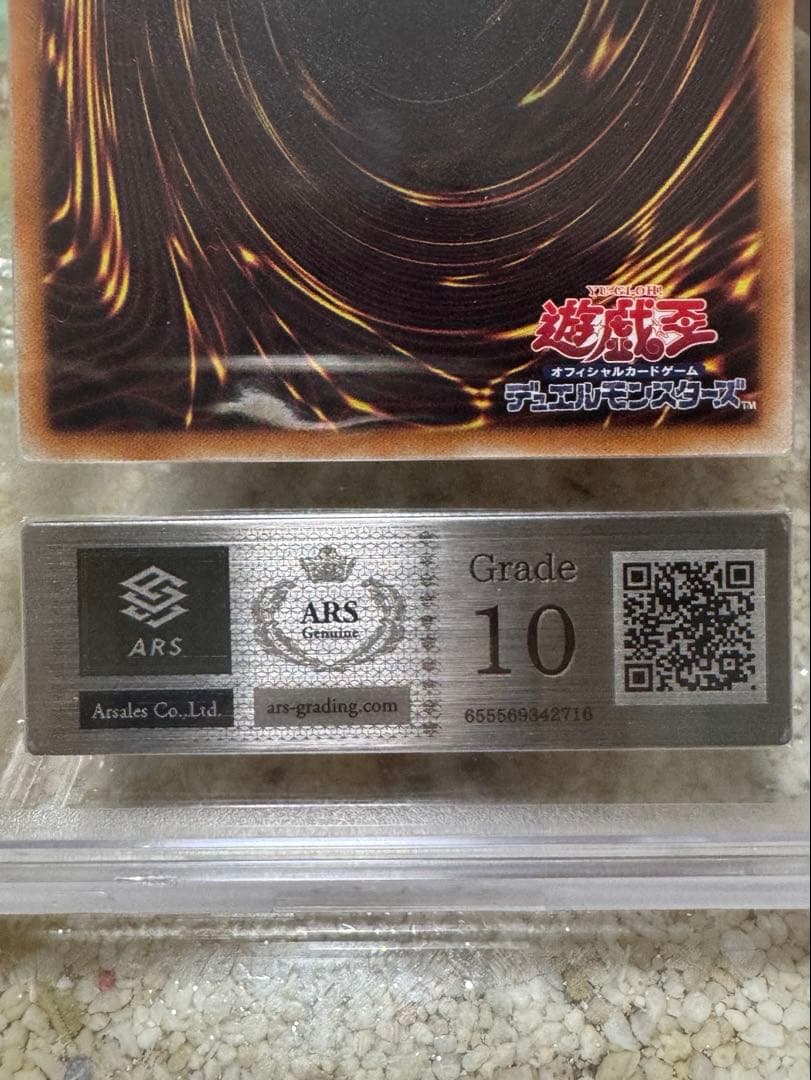 YU-GI-OH!
遊戯王
オフィシャルカードゲーム
デュエルモンスターズ™
ARS
Arsales Co.,Ltd.
ARS
Genuine
ars-grading.com
Grade
10
655569342716